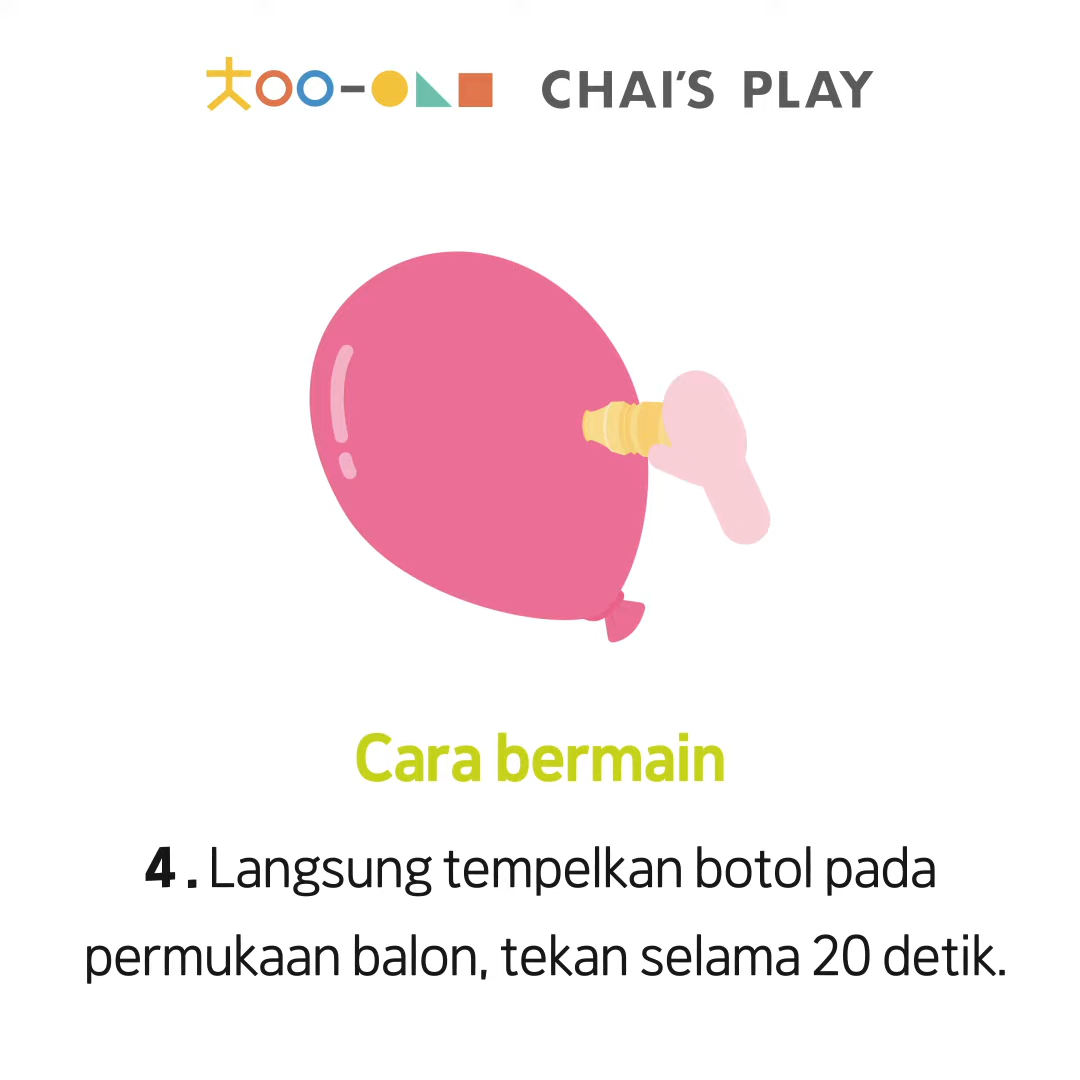 CHAI'S PLAY
Cara bermain
4. Langsung tempelkan botol pada
permukaan balon, tekan selama 20 detik.